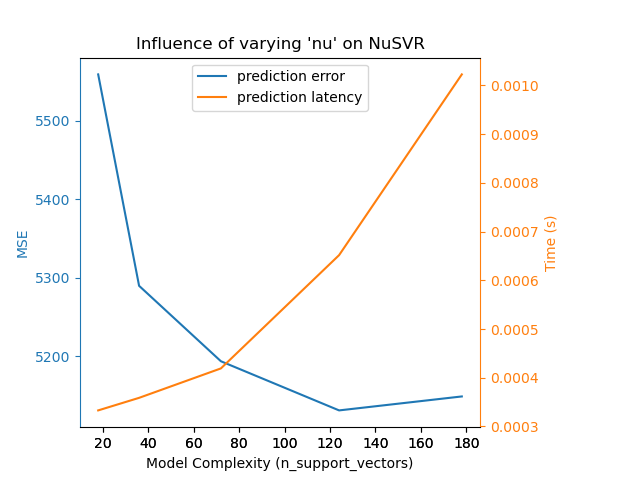 Influence of varying 'nu' on NuSVR
prediction error
prediction latency
MSE
5500
5400
5300
5200
0.0010
0.0009
0.0008
0.0007
0.0006
0.0005
0.0004
0.0003
Time (s)
20 40 60 80 100 120 140 160 180
Model Complexity (n_support_vectors)